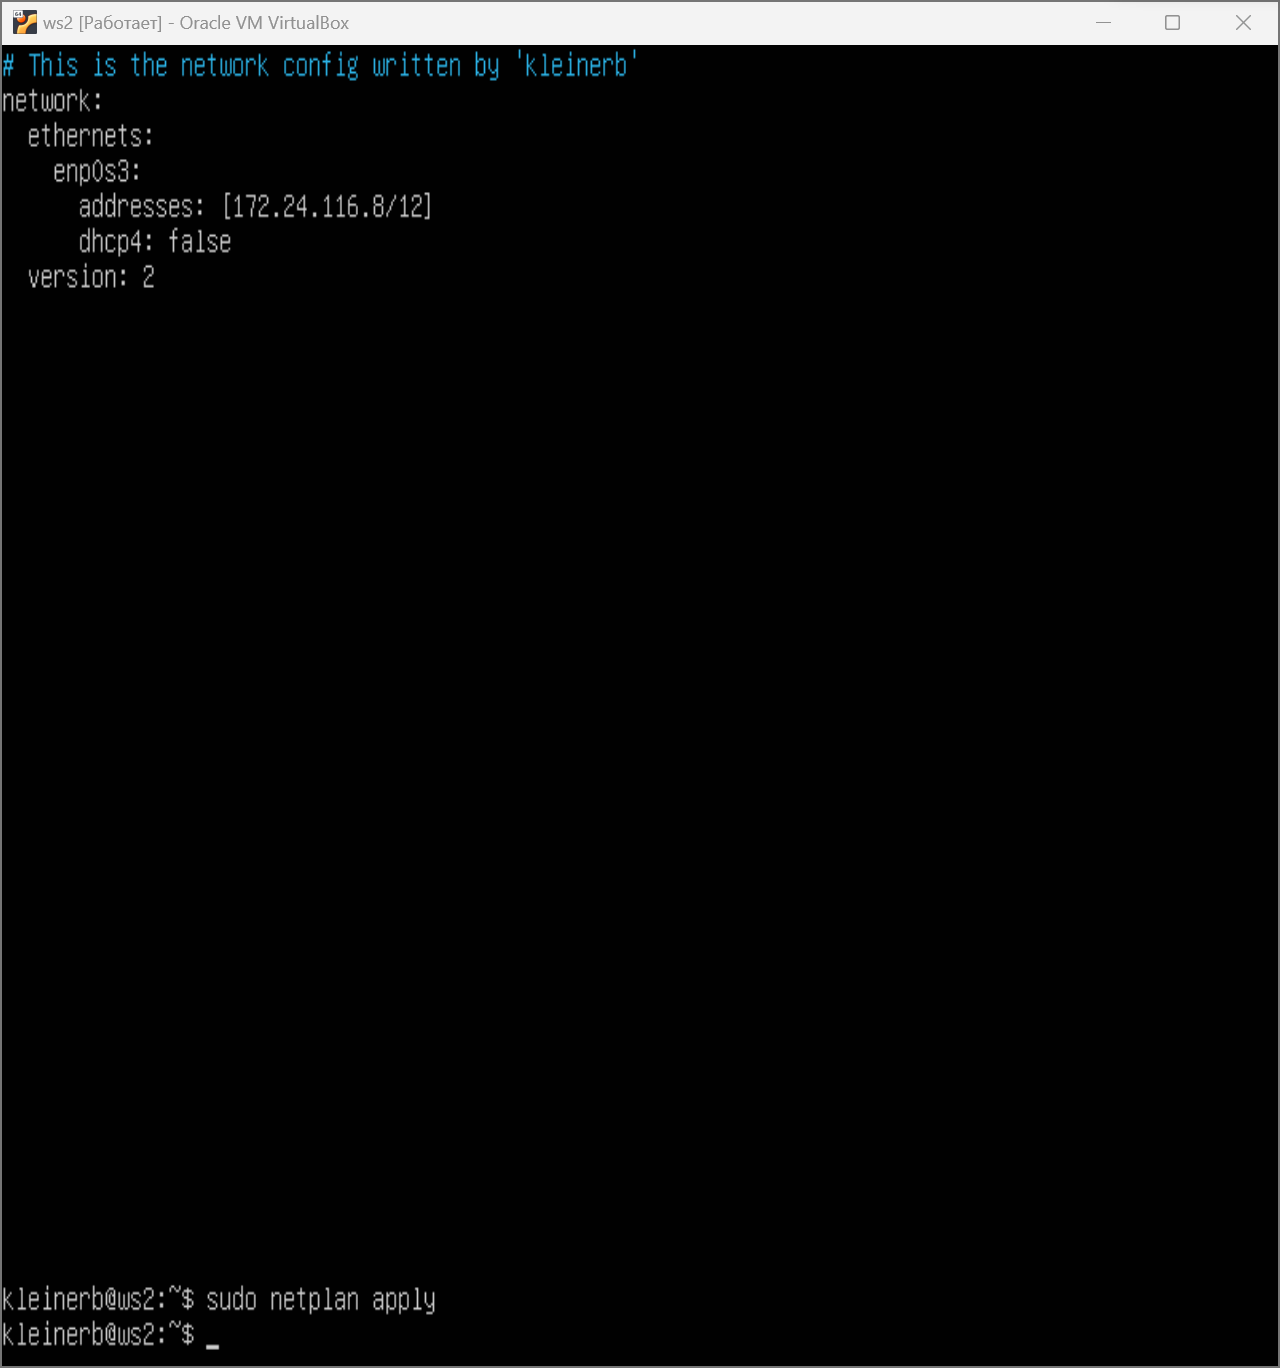 ws2 [Работает] - Oracle VM VirtualBox
# This is the network config written by 'kleinerb'
network:
  ethernets:
    enp0s3:
      addresses: [172.24.116.8/12]
      dhcp4: false
  version: 2
kleinerb@ws2:~$ sudo netplan apply
kleinerb@ws2:~$ _